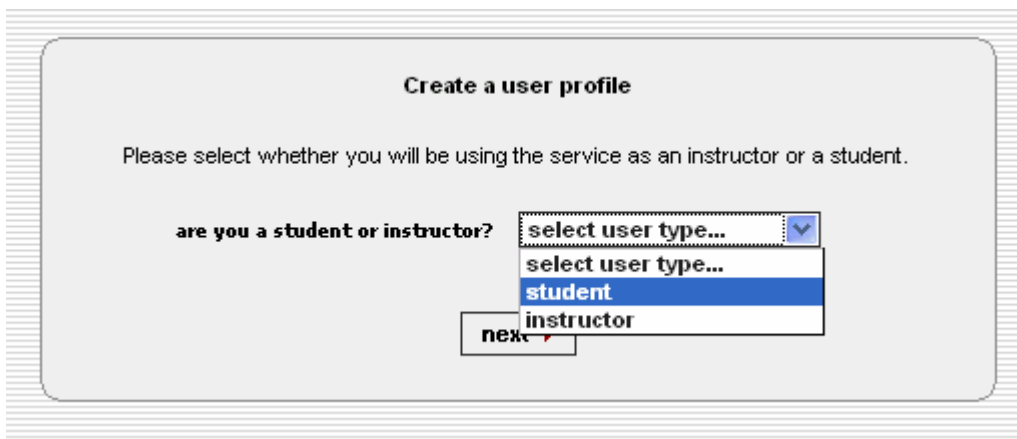 Create a user profile
Please select whether you will be using the service as an instructor or a student.
are you a student or instructor? select user type...
select user type...
student
instructor
next